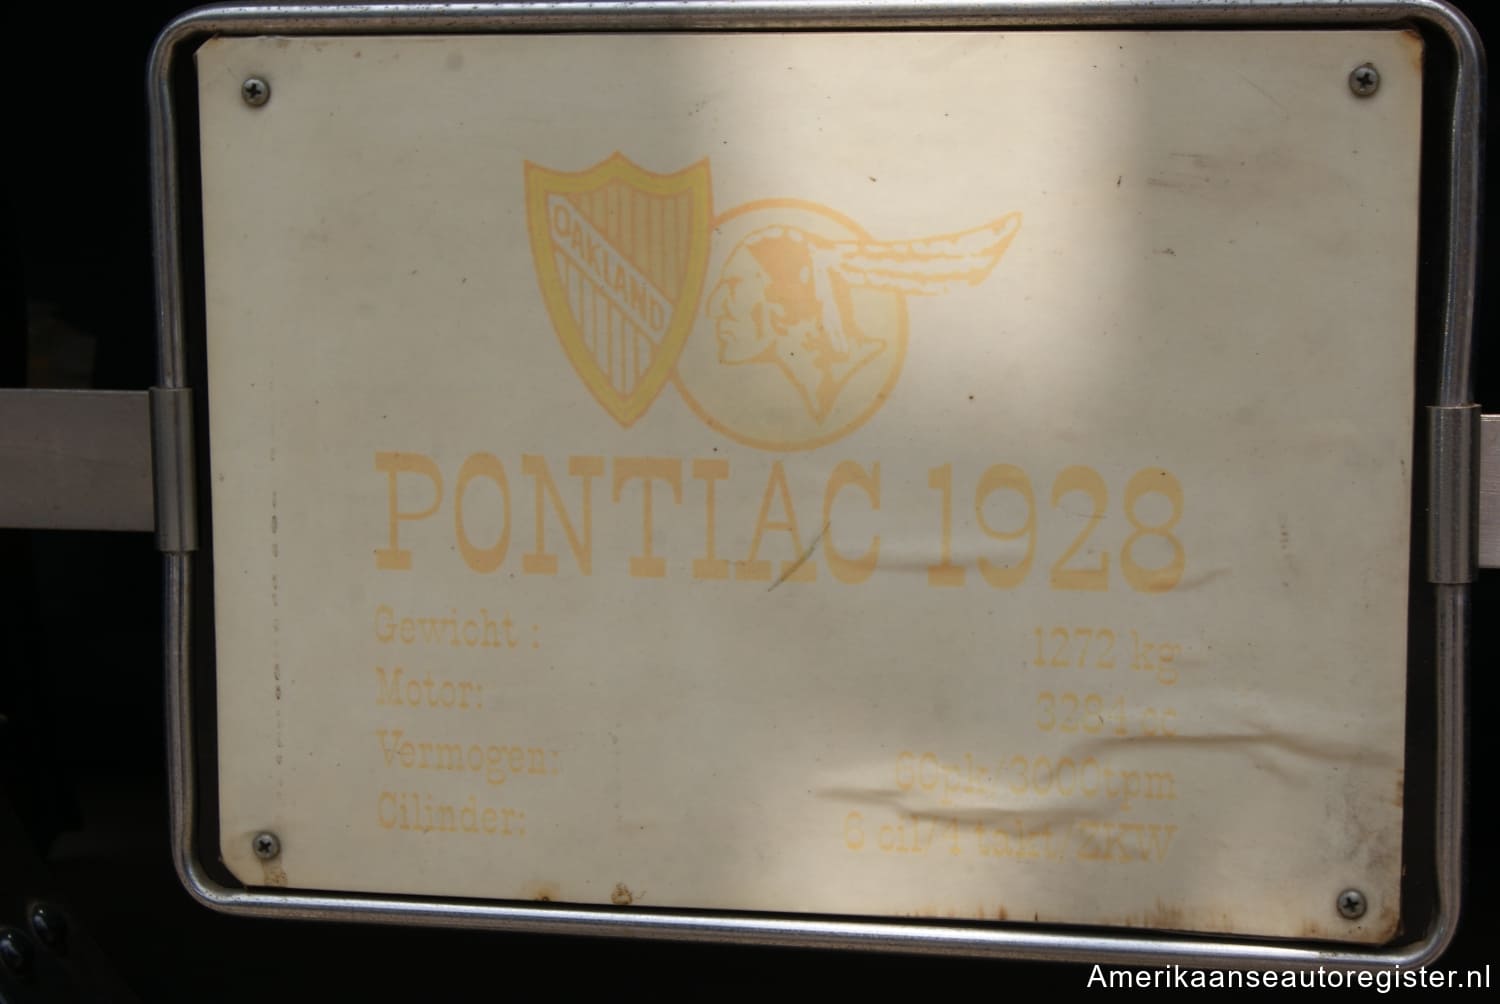 OAKLAND
PONTIAC 1928
Gewicht : 1272 kg
Motor: 3284 cc
Vermogen: 60pk/3000tpm
Cilinder: 6 cil/4 takt/ZKW
Amerikaanseautoregister.nl